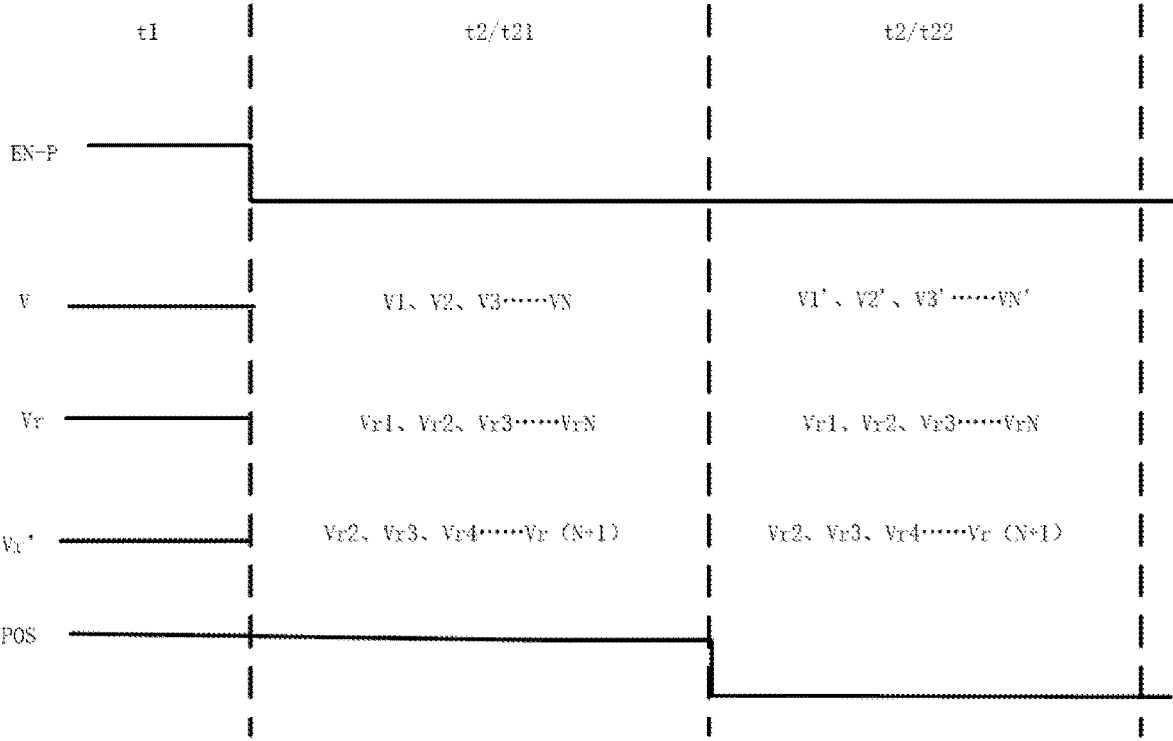 t1 t2/t21 t2/t22
EN-P
V V1、V2、V3······VN V1'、V2'、V3'······VN'
Vr Vr1、Vr2、Vr3······VrN Vr1、Vr2、Vr3······VrN
Vr' Vr2、Vr3、Vr4······Vr（N+1） Vr2、Vr3、Vr4······Vr（N+1）
POS